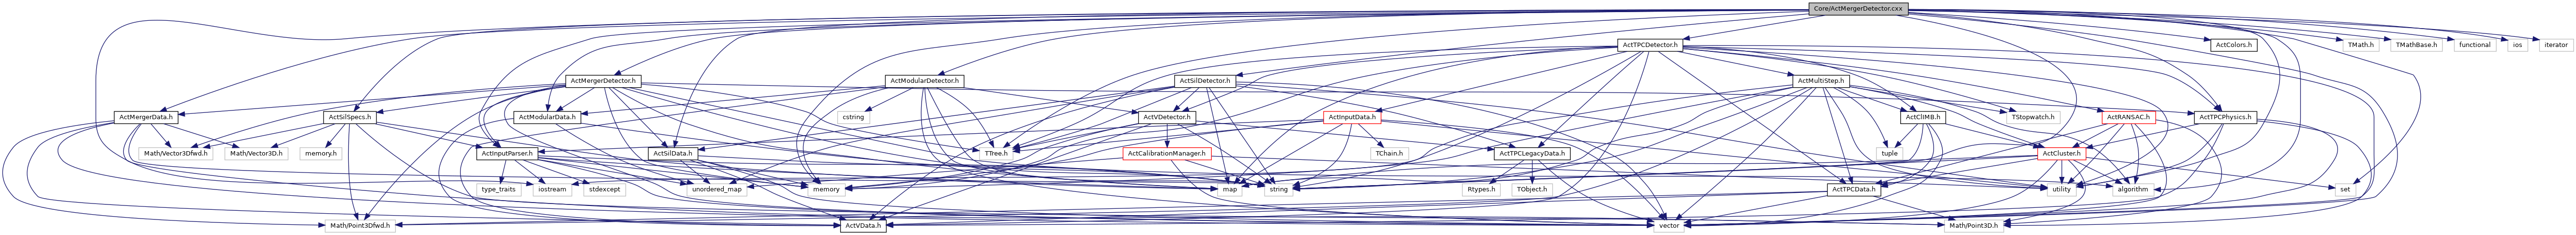 Core/ActMergerDetector.cxx
ActTPCDetector.h
ActColors.h
TMath.h
TMathBase.h
functional
ios
iterator
ActMergerDetector.h
ActModularDetector.h
ActSilDetector.h
ActMultiStep.h
ActMergerData.h
ActSilSpecs.h
ActModularData.h
cstring
ActVDetector.h
ActInputData.h
TStopwatch.h
ActCIIMB.h
ActRANSAC.h
ActTPCPhysics.h
Math/Vector3Dfwd.h
Math/Vector3D.h
memory.h
ActInputParser.h
ActSilData.h
TTree.h
ActCalibrationManager.h
TChain.h
ActTPCLegacyData.h
tuple
ActCluster.h
type_traits
iostream
stdexcept
unordered_map
memory
map
string
Rtypes.h
TObject.h
ActTPCData.h
utility
algorithm
set
Math/Point3Dfwd.h
ActVData.h
vector
Math/Point3D.h